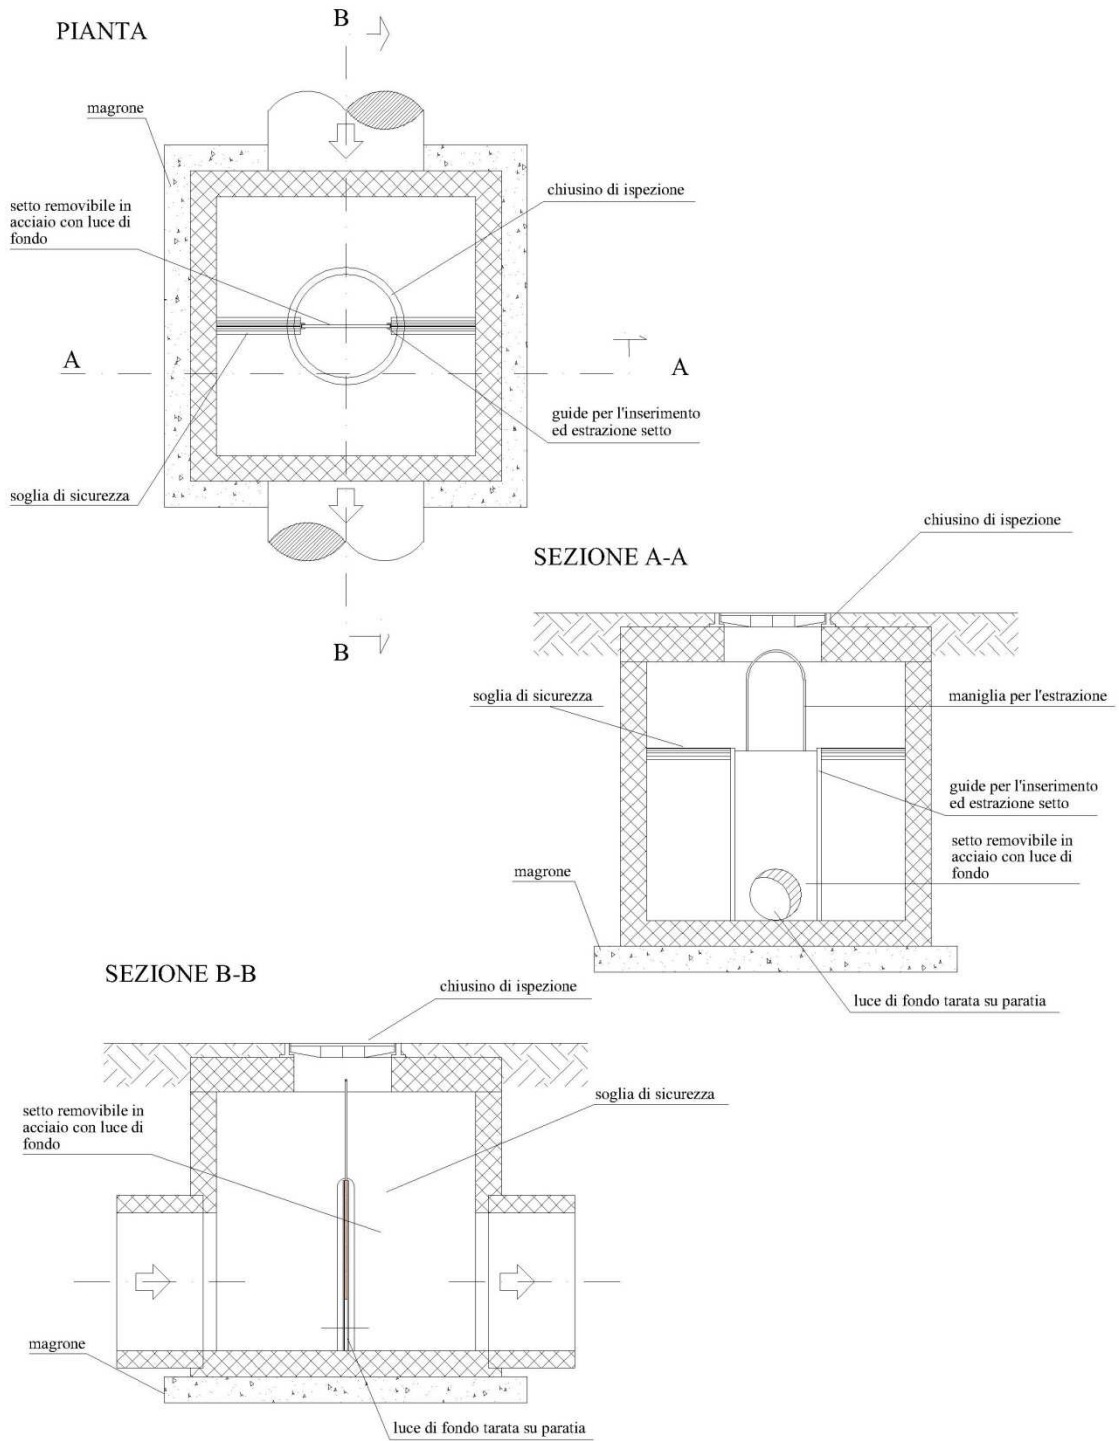 PIANTA
B
magrone
setto removibile in
acciaio con luce di
fondo
chiusino di ispezione
A
A
guide per l'inserimento
ed estrazione setto
soglia di sicurezza
B
SEZIONE A-A
chiusino di ispezione
soglia di sicurezza
maniglia per l'estrazione
guide per l'inserimento
ed estrazione setto
setto removibile in
acciaio con luce di
fondo
magrone
luce di fondo tarata su paratia
SEZIONE B-B
chiusino di ispezione
soglia di sicurezza
setto removibile in
acciaio con luce di
fondo
magrone
luce di fondo tarata su paratia